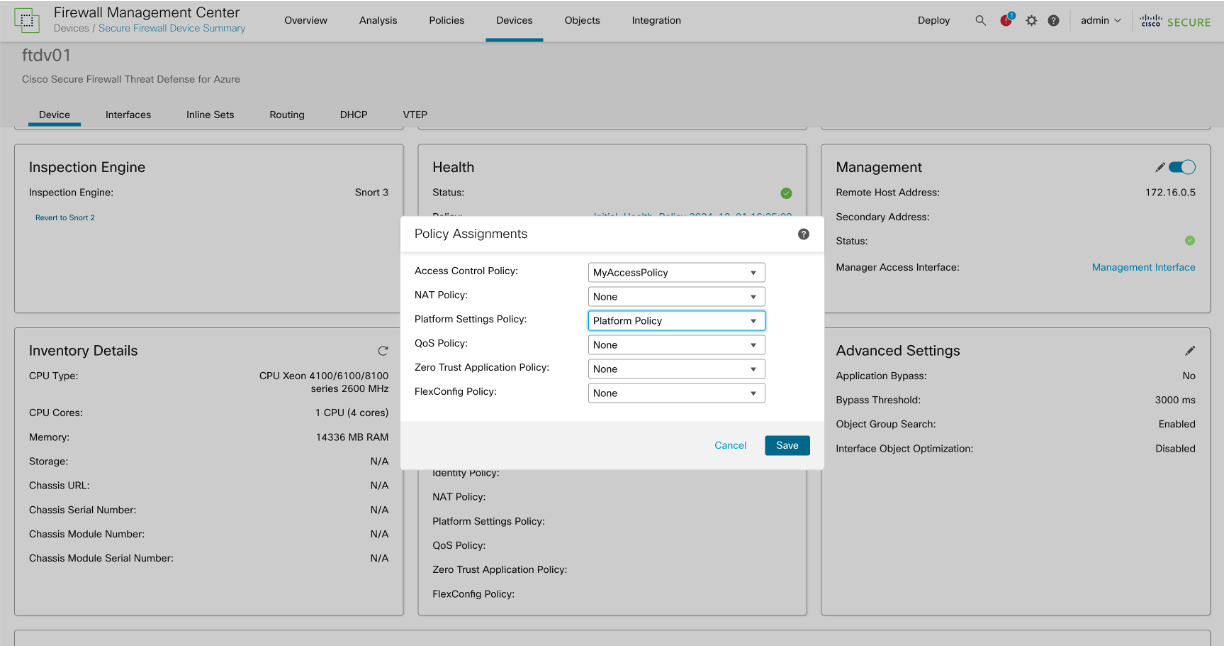 Firewall Management Center
Devices / Secure Firewall Device Summary
Overview
Analysis
Policies
Devices
Objects
Integration
Deploy
1
admin
CISCO SECURE
ftdv01
Cisco Secure Firewall Threat Defense for Azure
Device
Interfaces
Inline Sets
Routing
DHCP
VTEP
Inspection Engine
Inspection Engine: Snort 3
Revert to Snort 2
Health
Status:
Management
Remote Host Address: 172.16.0.5
Secondary Address:
Status:
Manager Access Interface: Management Interface
Policy Assignments
Access Control Policy: MyAccessPolicy
NAT Policy: None
Platform Settings Policy: Platform Policy
QoS Policy: None
Zero Trust Application Policy: None
FlexConfig Policy: None
Cancel
Save
Inventory Details
CPU Type: CPU Xeon 4100/6100/8100
series 2600 MHz
CPU Cores: 1 CPU (4 cores)
Memory: 14336 MB RAM
Storage: N/A
Chassis URL: N/A
Chassis Serial Number: N/A
Chassis Module Number: N/A
Chassis Module Serial Number: N/A
Identity Policy:
NAT Policy:
Platform Settings Policy:
QoS Policy:
Zero Trust Application Policy:
FlexConfig Policy:
Advanced Settings
Application Bypass: No
Bypass Threshold: 3000 ms
Object Group Search: Enabled
Interface Object Optimization: Disabled